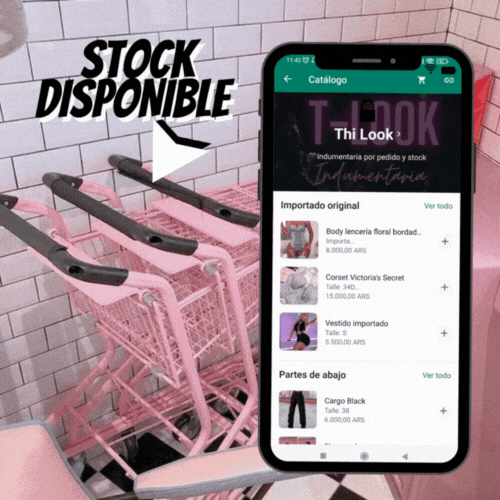 STOCK
DISPONIBLE
11:42
Catálogo
T-LOOK
Thi Look ›
Indumentaria por pedido y stock
Indumentaria
Importado original
Ver todo
Body lencería floral bordad...
Importa...
8.000,00 ARS
Corset Victoria's Secret
Talle: 34D..
15.000,00 ARS
Vestido importado
Talle: S
5.500,00 ARS
Partes de abajo
Ver todo
Cargo Black
Talle: 38
6.000,00 ARS